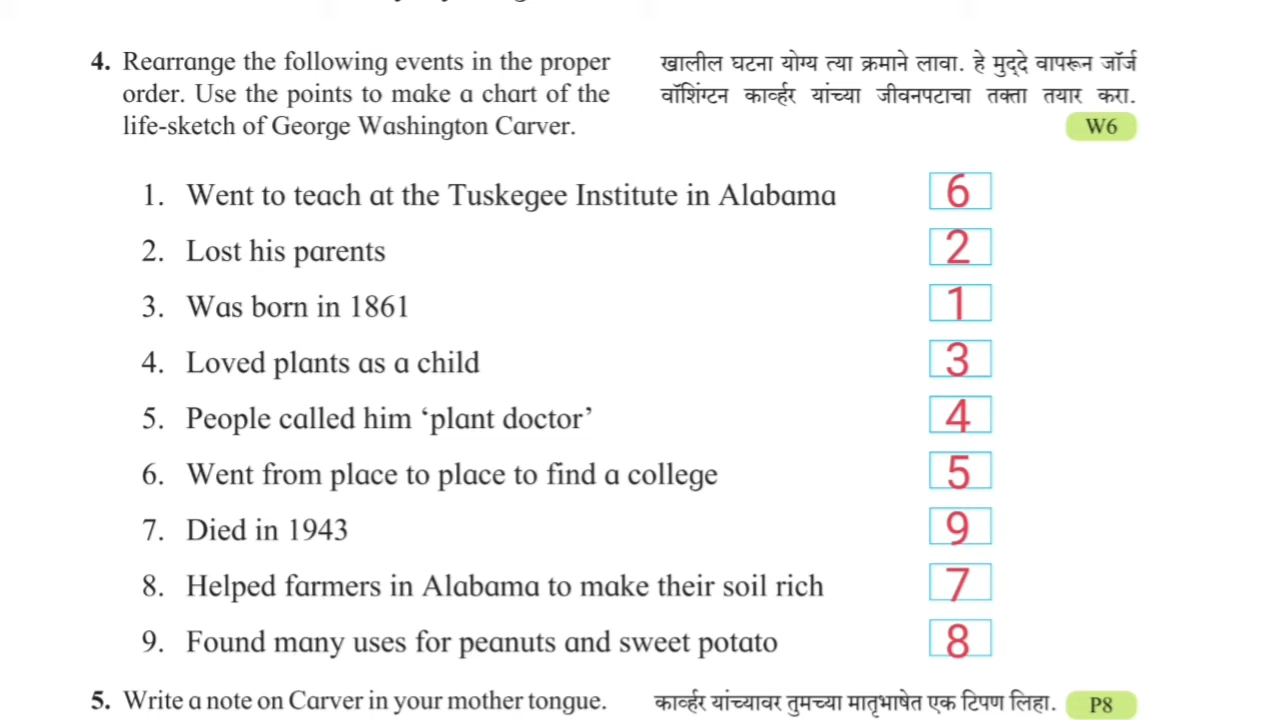 4. Rearrange the following events in the proper
order. Use the points to make a chart of the
life-sketch of George Washington Carver.
खालील घटना योग्य त्या क्रमाने लावा. हे मुद्दे वापरून जॉर्ज
वॉशिंग्टन कार्व्हर यांच्या जीवनपटाचा तक्ता तयार करा.
W6
1. Went to teach at the Tuskegee Institute in Alabama 6
2. Lost his parents 2
3. Was born in 1861 1
4. Loved plants as a child 3
5. People called him ‘plant doctor’ 4
6. Went from place to place to find a college 5
7. Died in 1943 9
8. Helped farmers in Alabama to make their soil rich 7
9. Found many uses for peanuts and sweet potato 8
5. Write a note on Carver in your mother tongue.
कार्व्हर यांच्यावर तुमच्या मातृभाषेत एक टिपण लिहा. P8